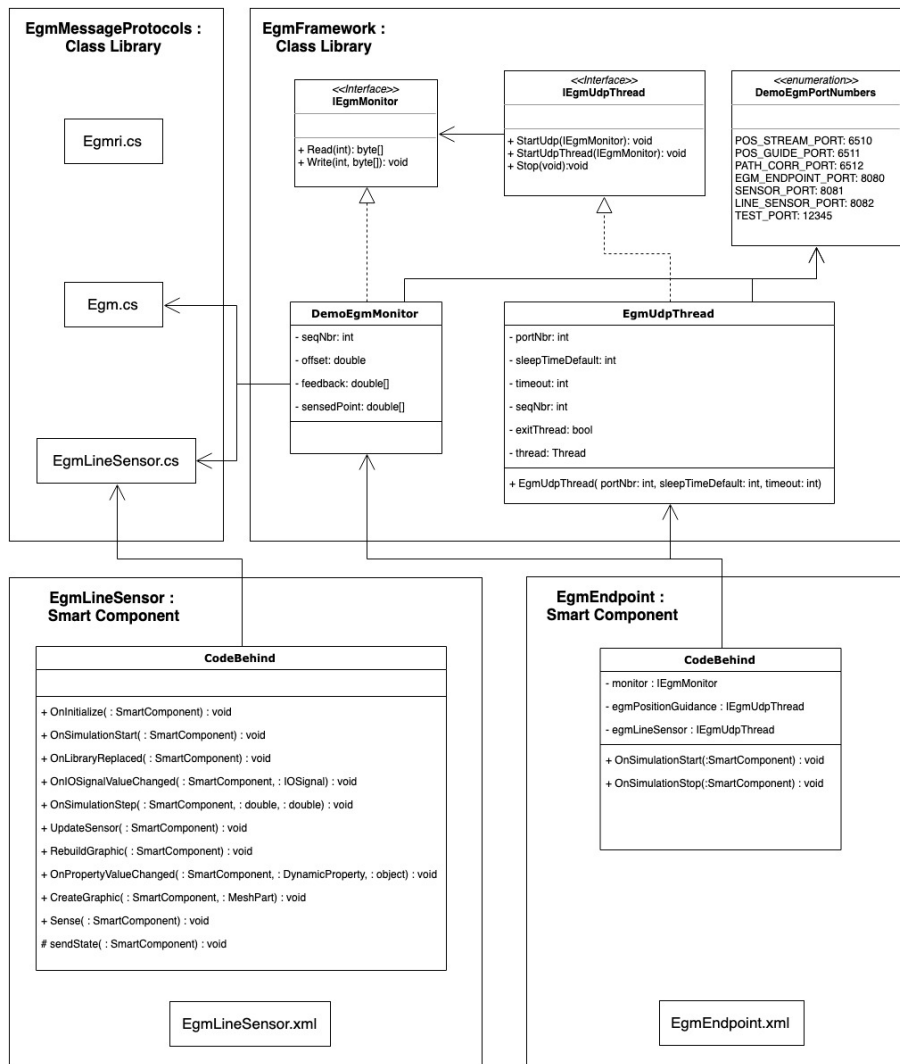 EgmMessageProtocols :
Class Library
Egmri.cs
Egm.cs
EgmLineSensor.cs
EgmFramework :
Class Library
<<Interface>>
IEgmMonitor
+ Read(int): byte[]
+ Write(int, byte[]): void
<<Interface>>
IEgmUdpThread
+ StartUdp(IEgmMonitor): void
+ StartUdpThread(IEgmMonitor): void
+ Stop(void):void
<<enumeration>>
DemoEgmPortNumbers
POS_STREAM_PORT: 6510
POS_GUIDE_PORT: 6511
PATH_CORR_PORT: 6512
EGM_ENDPOINT_PORT: 8080
SENSOR_PORT: 8081
LINE_SENSOR_PORT: 8082
TEST_PORT: 12345
DemoEgmMonitor
- seqNbr: int
- offset: double
- feedback: double[]
- sensedPoint: double[]
EgmUdpThread
- portNbr: int
- sleepTimeDefault: int
- timeout: int
- seqNbr: int
- exitThread: bool
- thread: Thread
+ EgmUdpThread( portNbr: int, sleepTimeDefault: int, timeout: int)
EgmLineSensor :
Smart Component
CodeBehind
+ OnInitialize( : SmartComponent) : void
+ OnSimulationStart( : SmartComponent) : void
+ OnLibraryReplaced( : SmartComponent) : void
+ OnIOSignalValueChanged( : SmartComponent, : IOSignal) : void
+ OnSimulationStep( : SmartComponent, : double, : double) : void
+ UpdateSensor( : SmartComponent) : void
+ RebuildGraphic( : SmartComponent) : void
+ OnPropertyValueChanged( : SmartComponent, : DynamicProperty, : object) : void
+ CreateGraphic( : SmartComponent, : MeshPart) : void
+ Sense( : SmartComponent) : void
# sendState( : SmartComponent) : void
EgmLineSensor.xml
EgmEndpoint :
Smart Component
CodeBehind
- monitor : IEgmMonitor
- egmPositionGuidance : IEgmUdpThread
- egmLineSensor : IEgmUdpThread
+ OnSimulationStart(:SmartComponent) : void
+ OnSimulationStop(:SmartComponent) : void
EgmEndpoint.xml